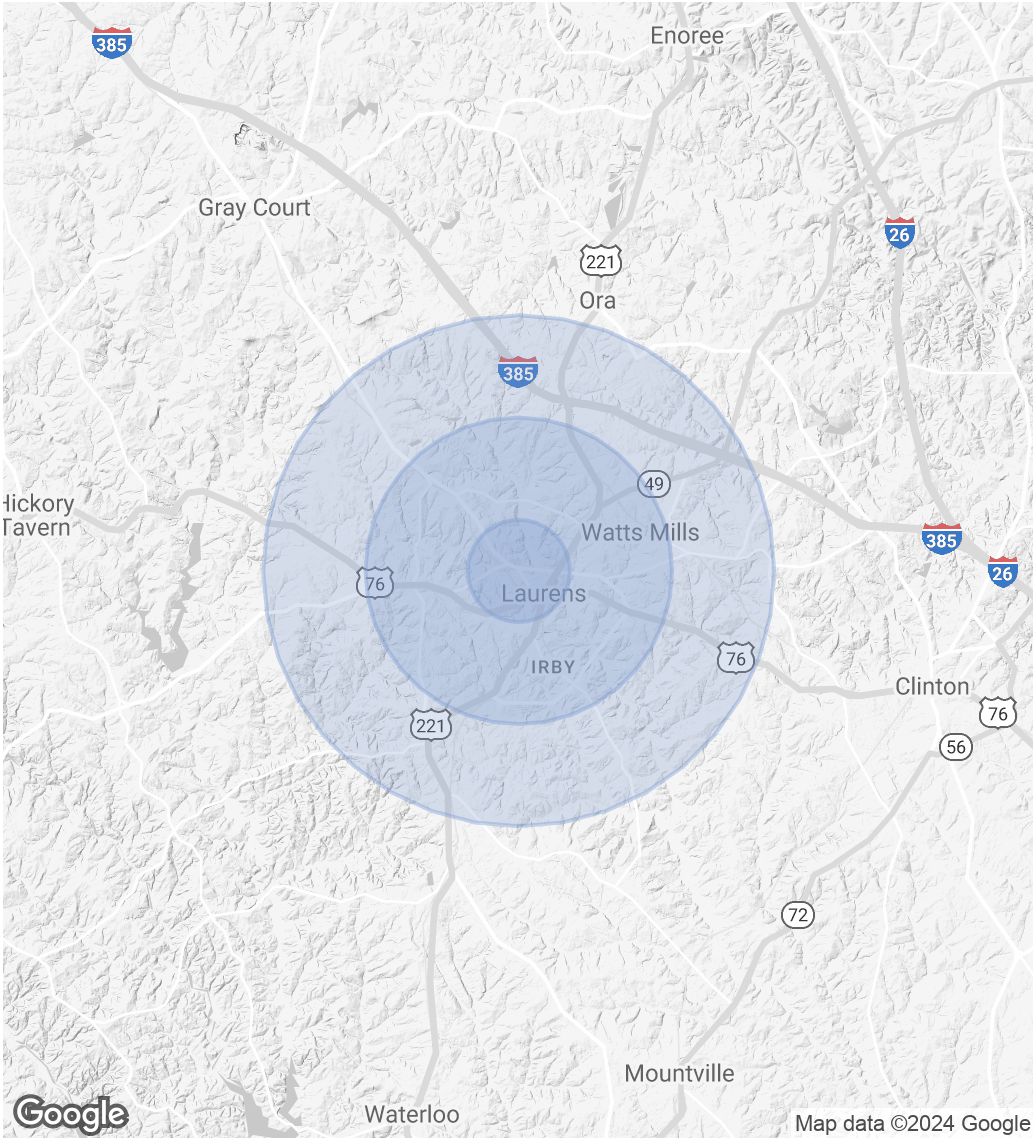 Enoree
385
Gray Court
26
221
Ora
385
49
Hickory
Tavern
Watts Mills
385
26
76
Laurens
76
IRBY
Clinton
76
221
56
72
Mountville
Waterloo
Google
Map data ©2024 Google